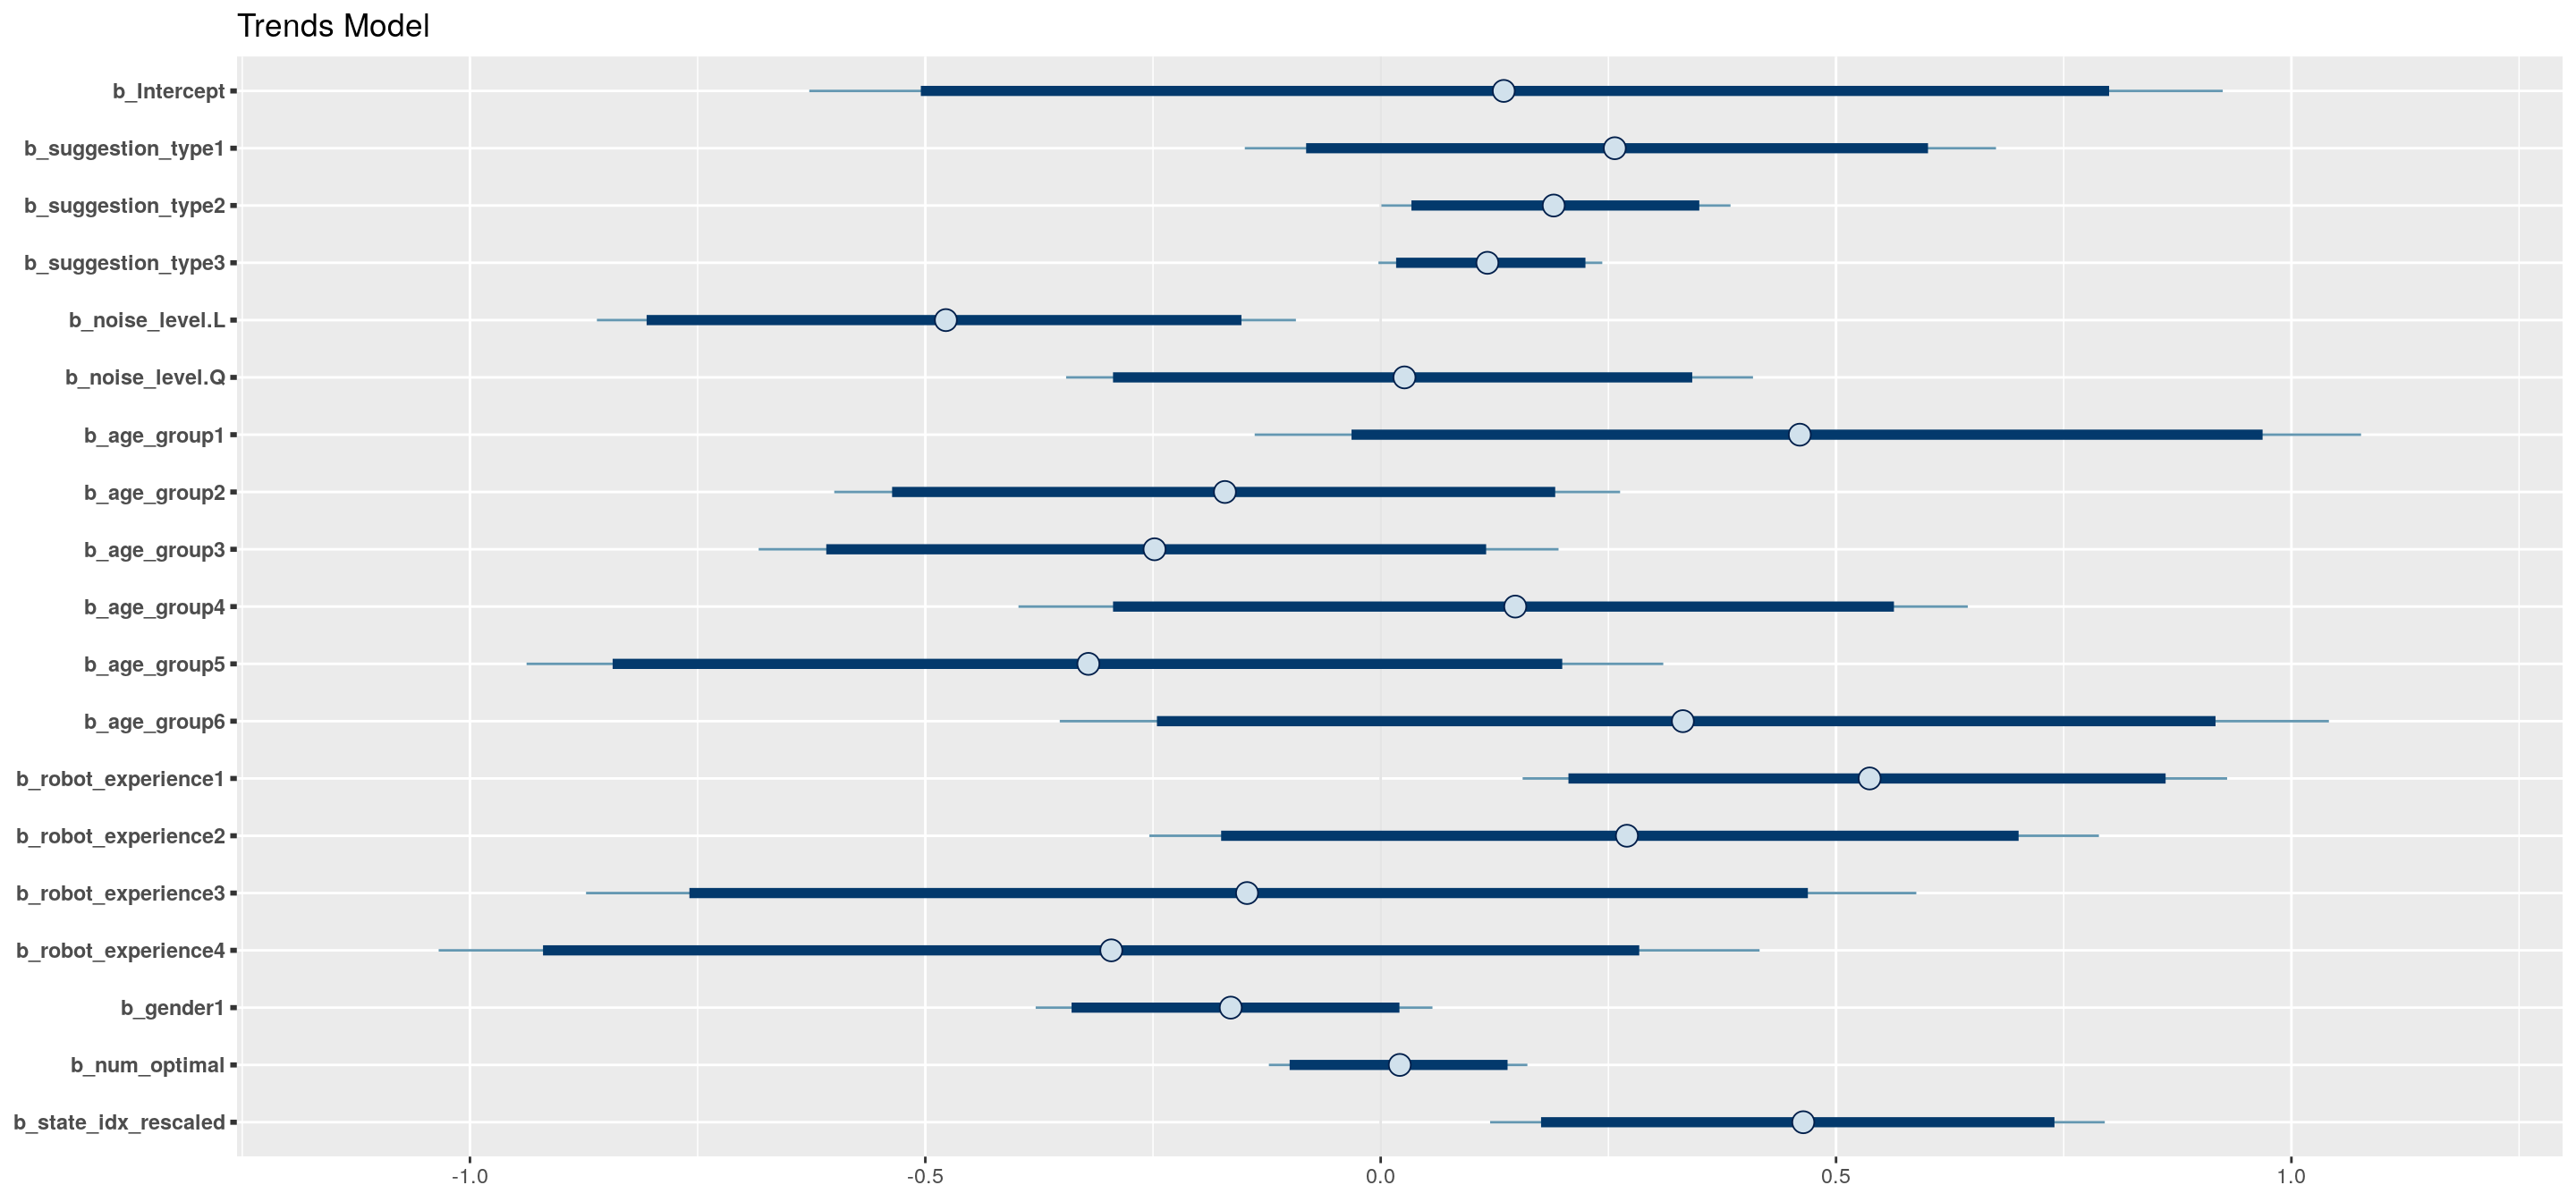 Trends Model
b_Intercept
b_suggestion_type1
b_suggestion_type2
b_suggestion_type3
b_noise_level.L
b_noise_level.Q
b_age_group1
b_age_group2
b_age_group3
b_age_group4
b_age_group5
b_age_group6
b_robot_experience1
b_robot_experience2
b_robot_experience3
b_robot_experience4
b_gender1
b_num_optimal
b_state_idx_rescaled
-1.0 -0.5 0.0 0.5 1.0